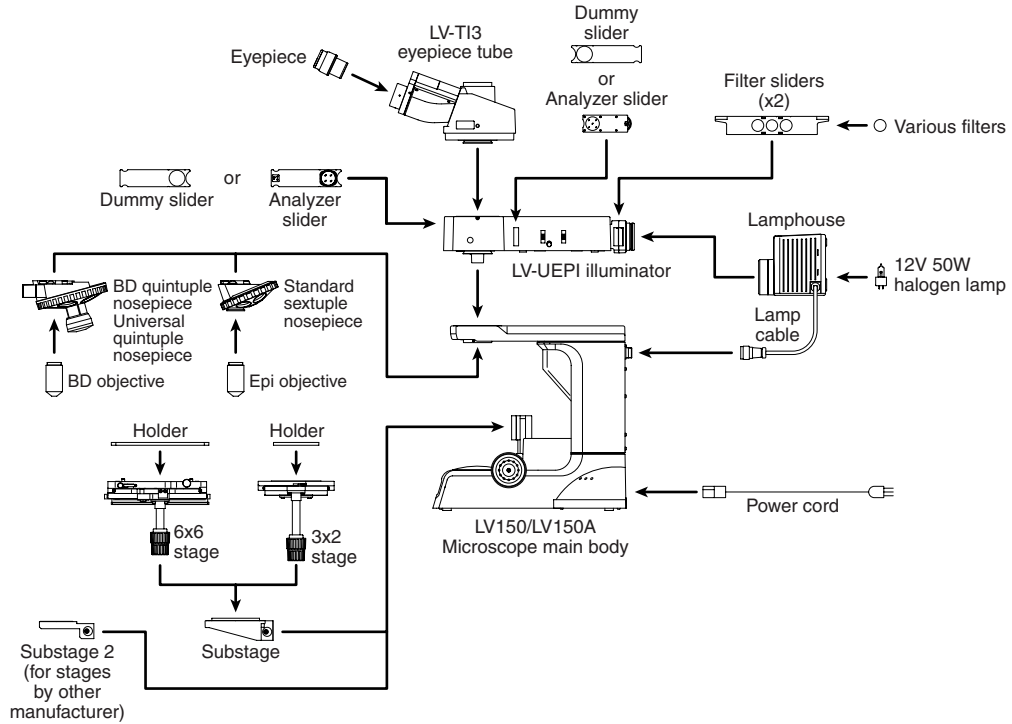 Dummy
slider
or
Analyzer slider
LV-TI3
eyepiece tube
Eyepiece
Filter sliders
(x2)
Various filters
Dummy slider
or
Analyzer
slider
Lamphouse
LV-UEPI illuminator
12V 50W
halogen lamp
Lamp
cable
BD quintuple
nosepiece
Universal
quintuple
nosepiece
Standard
sextuple
nosepiece
BD objective
Epi objective
Holder
Holder
6x6
stage
3x2
stage
Power cord
LV150/LV150A
Microscope main body
Substage 2
(for stages
by other
manufacturer)
Substage